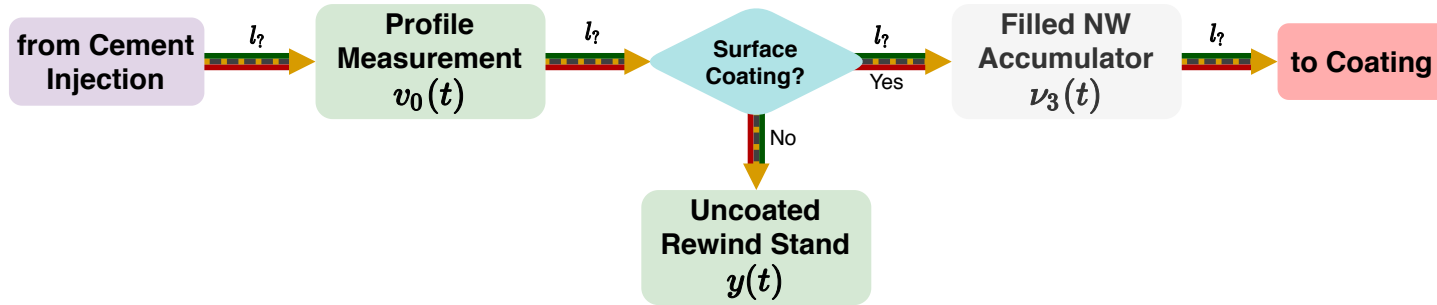 from Cement
Injection
l?
Profile
Measurement
v₀(t)
l?
Surface
Coating?
l?
Yes
Filled NW
Accumulator
ν₃(t)
l?
to Coating
No
Uncoated
Rewind Stand
y(t)